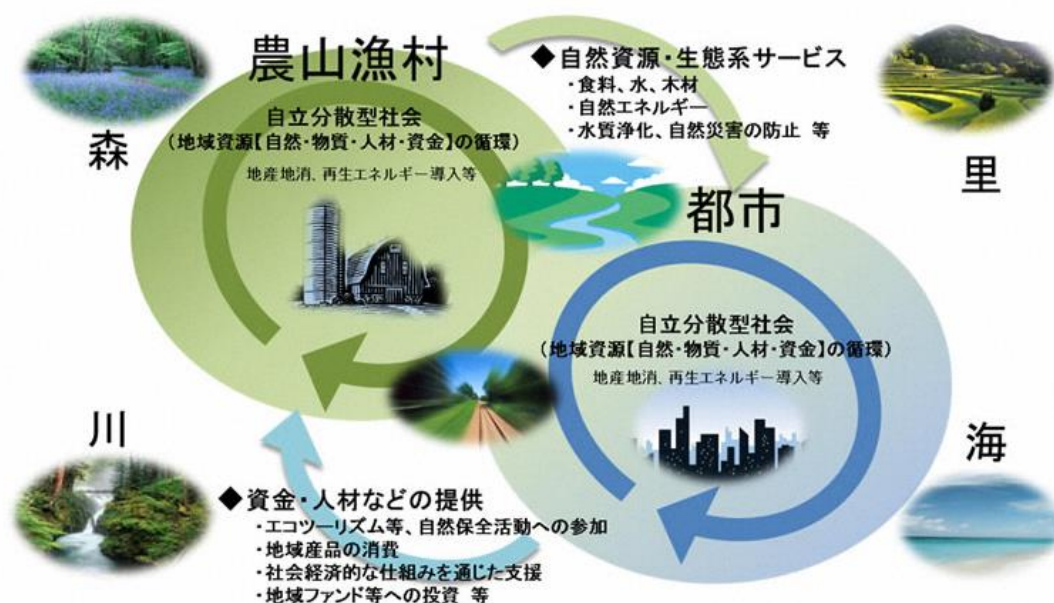 農山漁村
森
自立分散型社会
(地域資源【自然・物質・人材・資金】の循環)
地産地消、再生エネルギー導入等
◆自然資源・生態系サービス
・食料、水、木材
・自然エネルギー
・水質浄化、自然災害の防止 等
里
都市
自立分散型社会
(地域資源【自然・物質・人材・資金】の循環)
地産地消、再生エネルギー導入等
川
海
◆資金・人材などの提供
・エコツーリズム等、自然保全活動への参加
・地域産品の消費
・社会経済的な仕組みを通じた支援
・地域ファンド等への投資 等